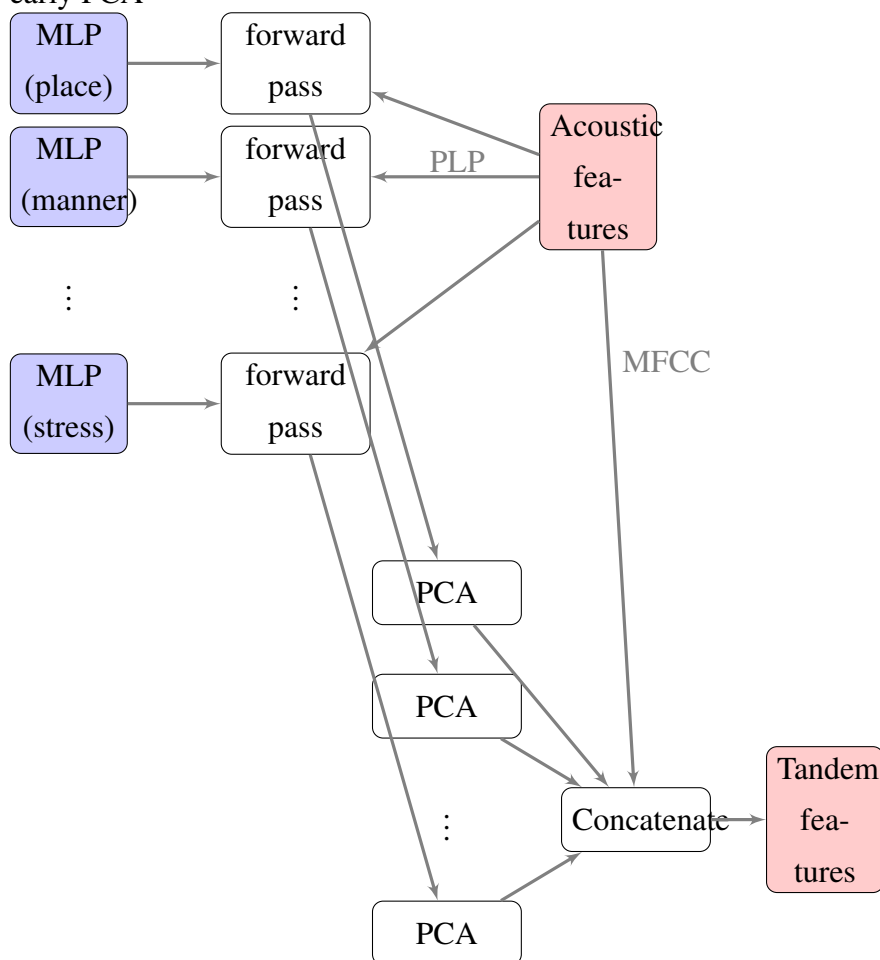 early PCA
MLP
(place)
forward
pass
MLP
(manner)
forward
pass
PLP
Acoustic
fea-
tures
⋮
⋮
MLP
(stress)
forward
pass
MFCC
PCA
PCA
⋮
Concatenate
Tandem
fea-
tures
PCA